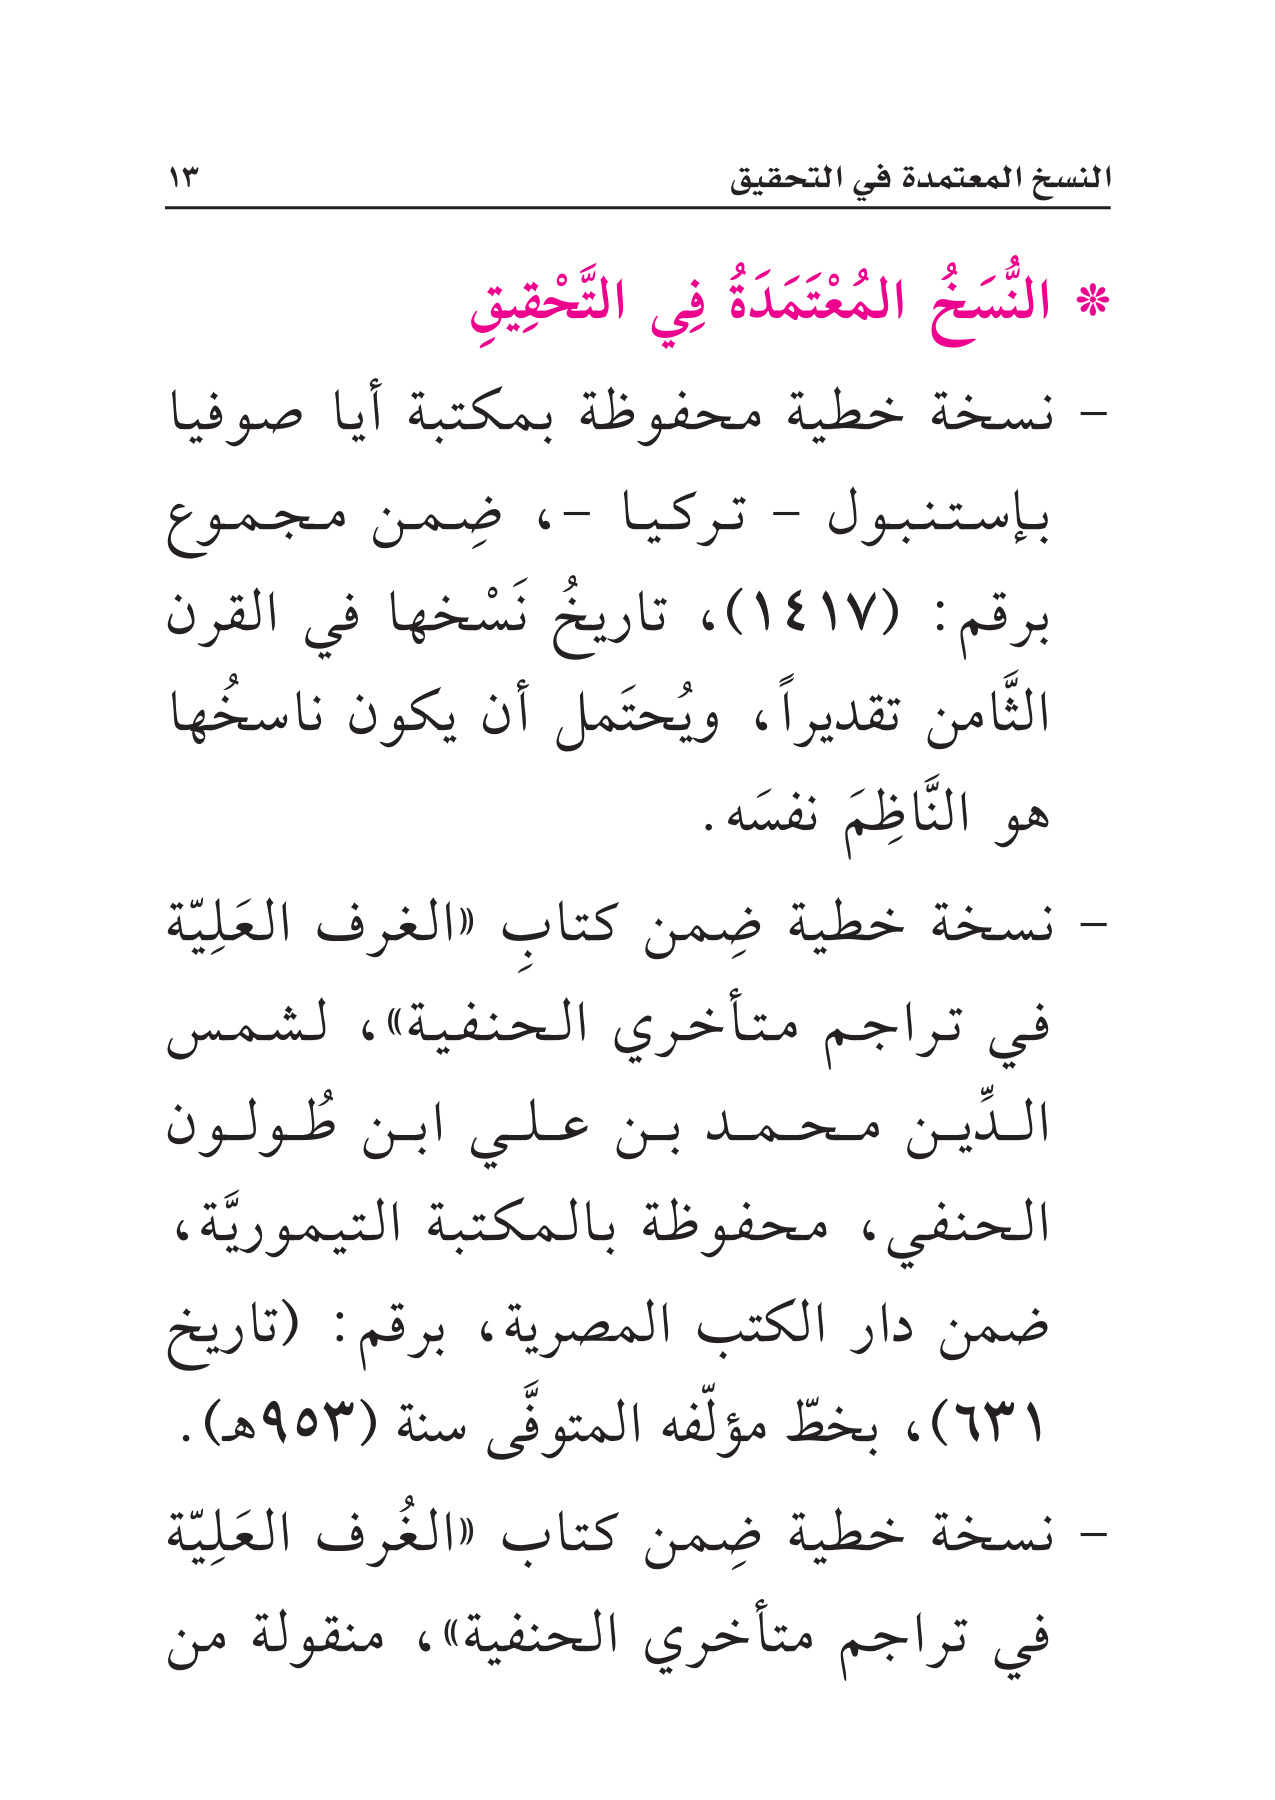 النسخ المعتمدة في التحقيق ١٣
❊ النُّسَخُ المُعْتَمَدَةُ فِي التَّحْقِيقِ
- نسخة خطية محفوظة بمكتبة أيا صوفيا
بإستنبول - تركيا -، ضِمن مجموع
برقم: (١٤١٧)، تاريخُ نَسْخها في القرن
الثَّامن تقديراً، ويُحتَمل أن يكون ناسخُها
هو النَّاظِمَ نفسَه.
- نسخة خطية ضِمن كتابِ «الغرف العَلِيّة
في تراجم متأخري الحنفية»، لشمس
الدِّين محمد بن علي ابن طُولون
الحنفي، محفوظة بالمكتبة التيموريَّة،
ضمن دار الكتب المصرية، برقم: (تاريخ
٦٣١)، بخطّ مؤلّفه المتوفَّى سنة (٩٥٣هـ).
- نسخة خطية ضِمن كتاب «الغُرف العَلِيّة
في تراجم متأخري الحنفية»، منقولة من